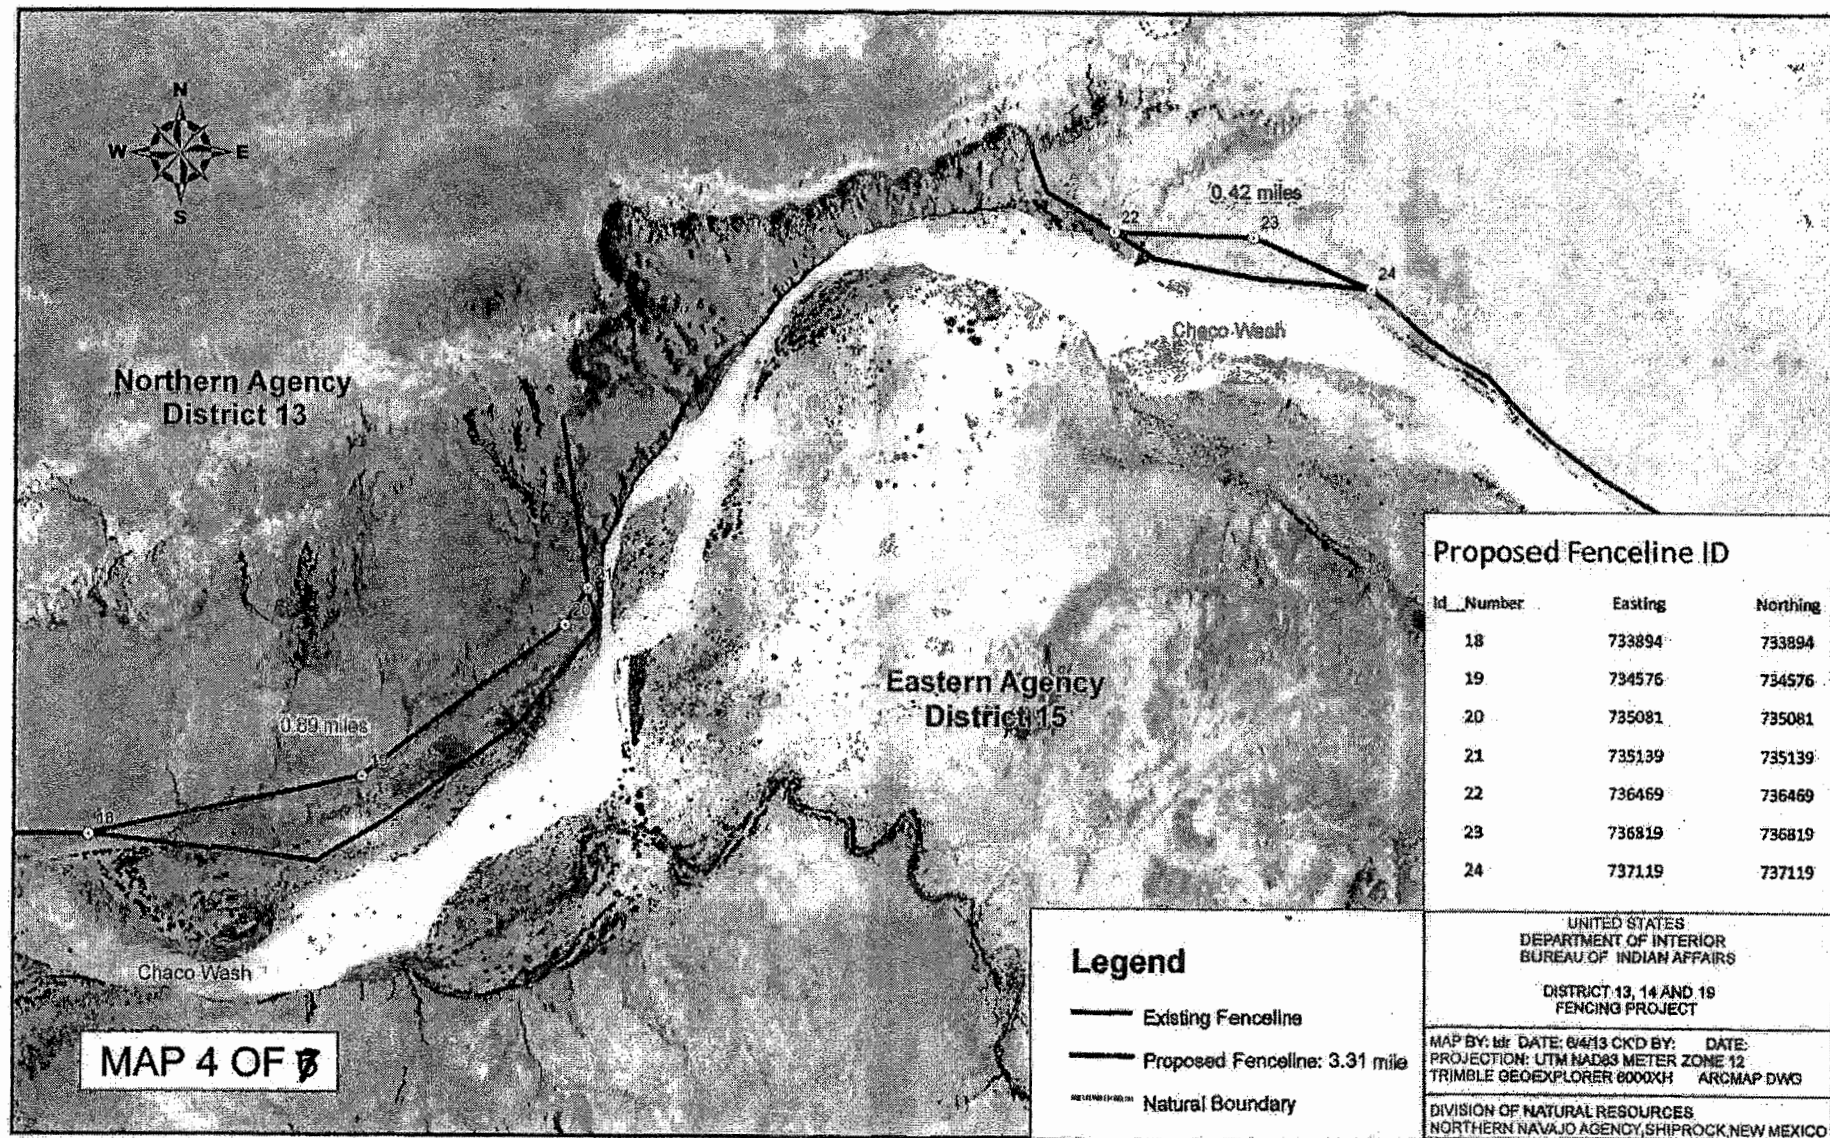 N
W E
S
0.42 miles
22
23
24
Chaco Wash
Northern Agency
District 13
21
20
Eastern Agency
District 15
0.89 miles
19
18
Chaco Wash
MAP 4 OF
Proposed Fenceline ID
Id__Number Easting Northing
18 733894 733894
19 734576 734576
20 735081 735081
21 735139 735139
22 736469 736469
23 736819 736819
24 737119 737119
Legend
Existing Fenceline
Proposed Fenceline: 3.31 mile
Natural Boundary
UNITED STATES
DEPARTMENT OF INTERIOR
BUREAU OF INDIAN AFFAIRS
DISTRICT 13, 14 AND 19
FENCING PROJECT
MAP BY: tdr DATE: 6/4/13 CK'D BY: DATE:
PROJECTION: UTM NAD83 METER ZONE 12
TRIMBLE GEOEXPLORER 6000XH ARCMAP DWG
DIVISION OF NATURAL RESOURCES
NORTHERN NAVAJO AGENCY, SHIPROCK, NEW MEXICO